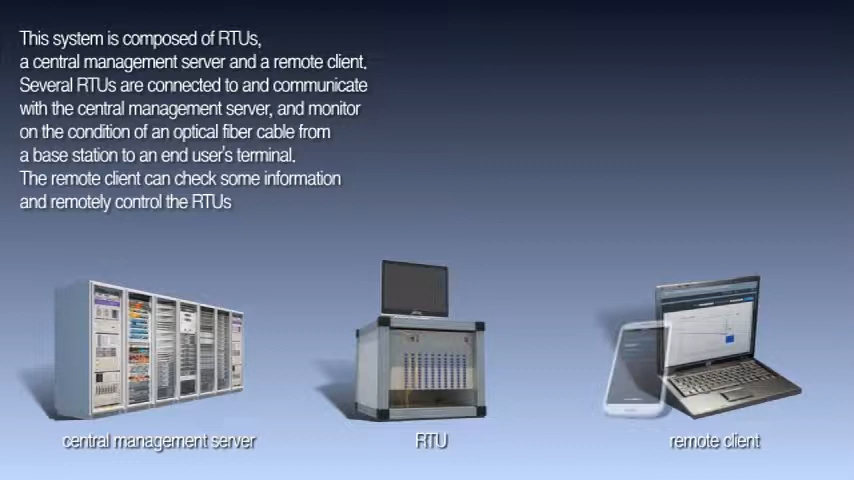 This system is composed of RTUs,
a central management server and a remote client.
Several RTUs are connected to and communicate
with the central management server, and monitor
on the condition of an optical fiber cable from
a base station to an end user's terminal.
The remote client can check some information
and remotely control the RTUs
central management server
RTU
remote client